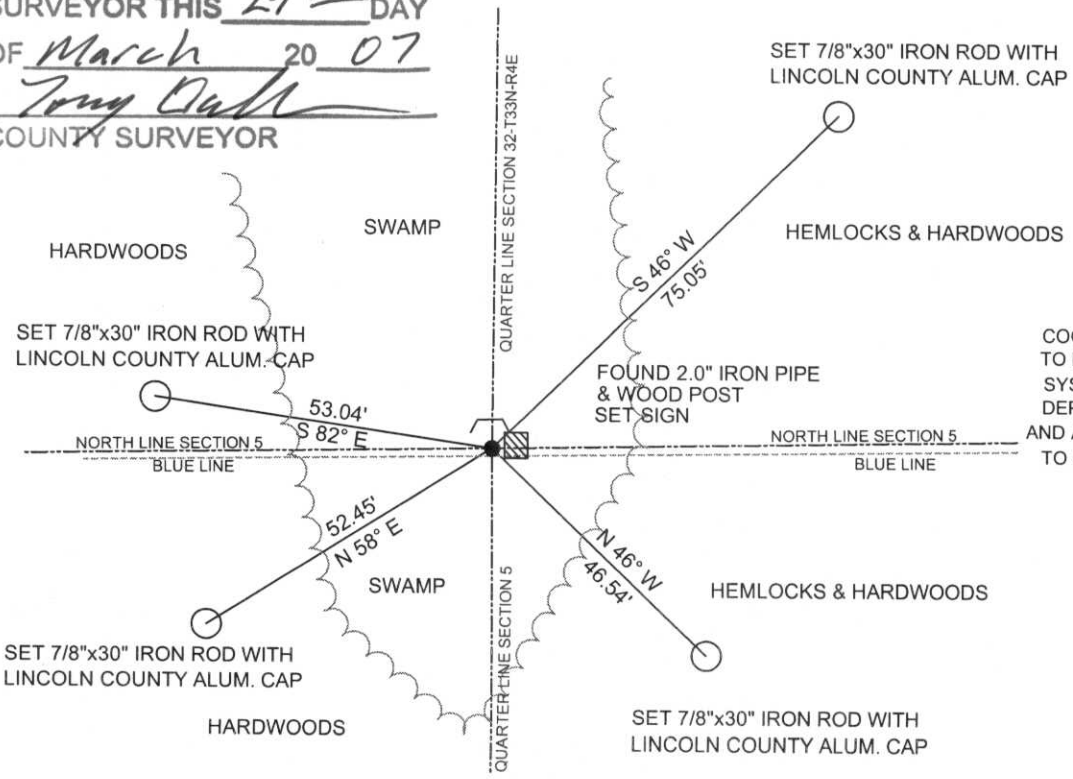 SURVEYOR THIS DAY
OF March 20 07
COUNTY SURVEYOR
SET 7/8"x30" IRON ROD WITH
LINCOLN COUNTY ALUM. CAP
QUARTER LINE SECTION 32-T33N-R4E
SWAMP
HARDWOODS
HEMLOCKS & HARDWOODS
S 46° W
75.05'
SET 7/8"x30" IRON ROD WITH
LINCOLN COUNTY ALUM. CAP
FOUND 2.0" IRON PIPE
& WOOD POST
SET SIGN
53.04'
S 82° E
NORTH LINE SECTION 5
BLUE LINE
NORTH LINE SECTION 5
BLUE LINE
TO
SYS
AND
TO
52.45'
N 58° E
SWAMP
N 46° W
46.54'
HEMLOCKS & HARDWOODS
QUARTER LINE SECTION 5
SET 7/8"x30" IRON ROD WITH
LINCOLN COUNTY ALUM. CAP
HARDWOODS
SET 7/8"x30" IRON ROD WITH
LINCOLN COUNTY ALUM. CAP